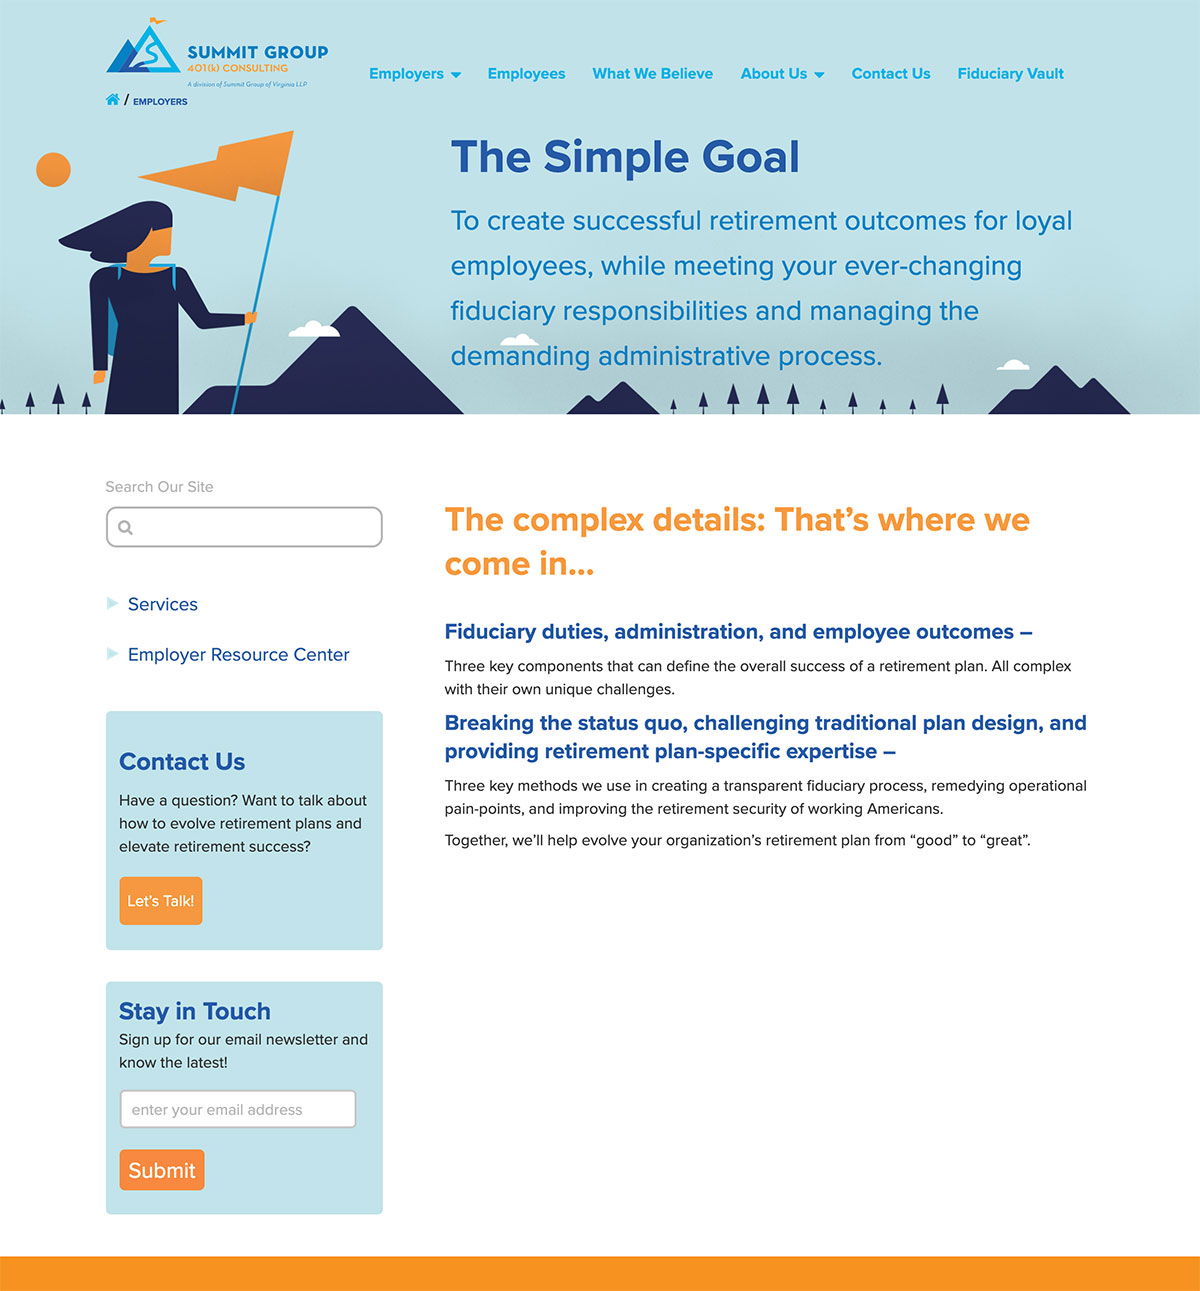 SUMMIT GROUP
401(k) CONSULTING
A division of Summit Group of Virginia LLP
Employers
Employees
What We Believe
About Us
Contact Us
Fiduciary Vault
/ EMPLOYERS
The Simple Goal
To create successful retirement outcomes for loyal
employees, while meeting your ever-changing
fiduciary responsibilities and managing the
demanding administrative process.
Search Our Site
Services
Employer Resource Center
Contact Us
Have a question? Want to talk about
how to evolve retirement plans and
elevate retirement success?
Let's Talk!
Stay in Touch
Sign up for our email newsletter and
know the latest!
enter your email address
Submit
The complex details: That’s where we
come in...
Fiduciary duties, administration, and employee outcomes –
Three key components that can define the overall success of a retirement plan. All complex
with their own unique challenges.
Breaking the status quo, challenging traditional plan design, and
providing retirement plan-specific expertise –
Three key methods we use in creating a transparent fiduciary process, remedying operational
pain-points, and improving the retirement security of working Americans.
Together, we’ll help evolve your organization’s retirement plan from “good” to “great”.